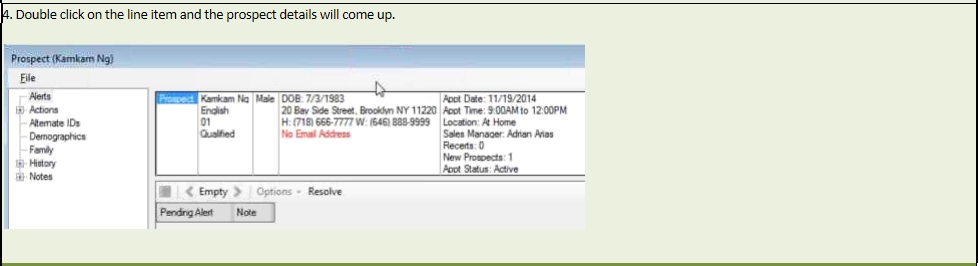 4. Double click on the line item and the prospect details will come up.
Prospect (Kamkam Ng)
File
Alerts
Actions
Alternate IDs
Demographics
Family
History
Notes
Prospect Kamkam Ng Male DOB: 7/3/1983 Appt Date: 11/19/2014
English 20 Bay Side Street, Brooklyn NY 11220 Appt Time: 9:00AM to 12:00PM
01 H: (718) 666-7777 W: (646) 888-9999 Location: At Home
Qualified No Email Address Sales Manager: Adrian Arias
Recerts: 0
New Prospects: 1
Appt Status: Active
Empty Options Resolve
Pending Alert Note